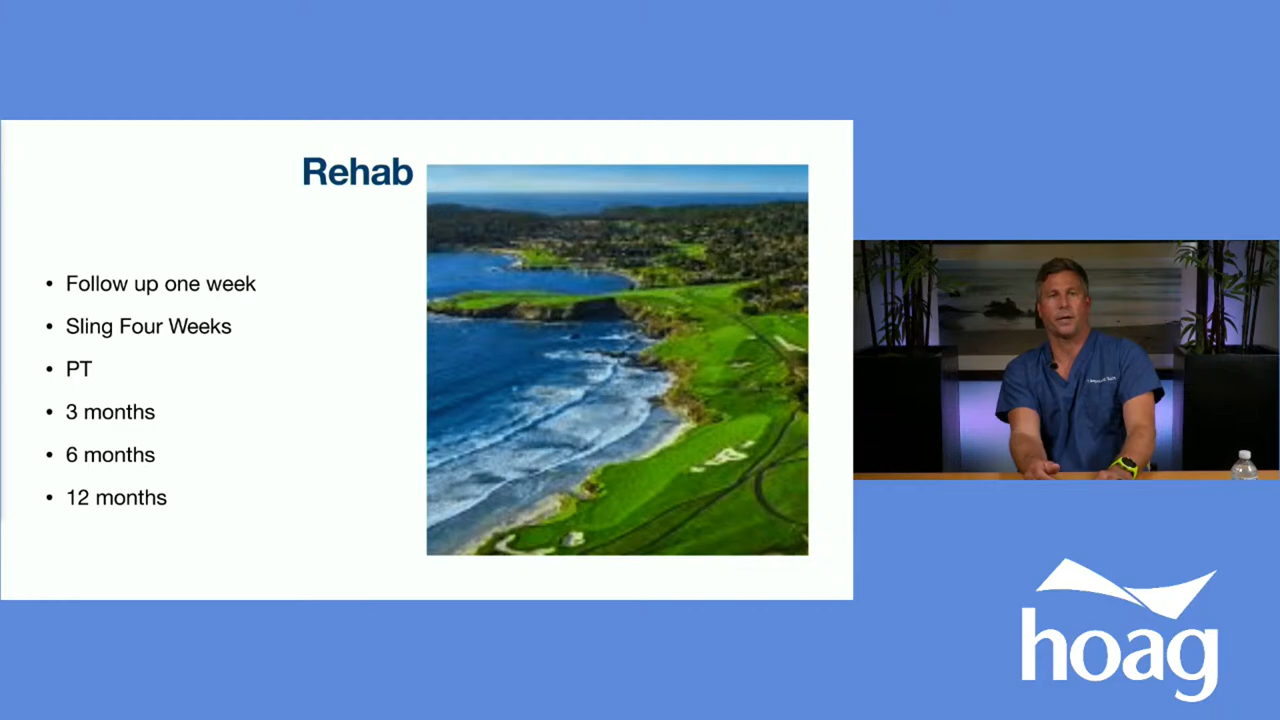 Rehab
• Follow up one week
• Sling Four Weeks
• PT
• 3 months
• 6 months
• 12 months
hoag